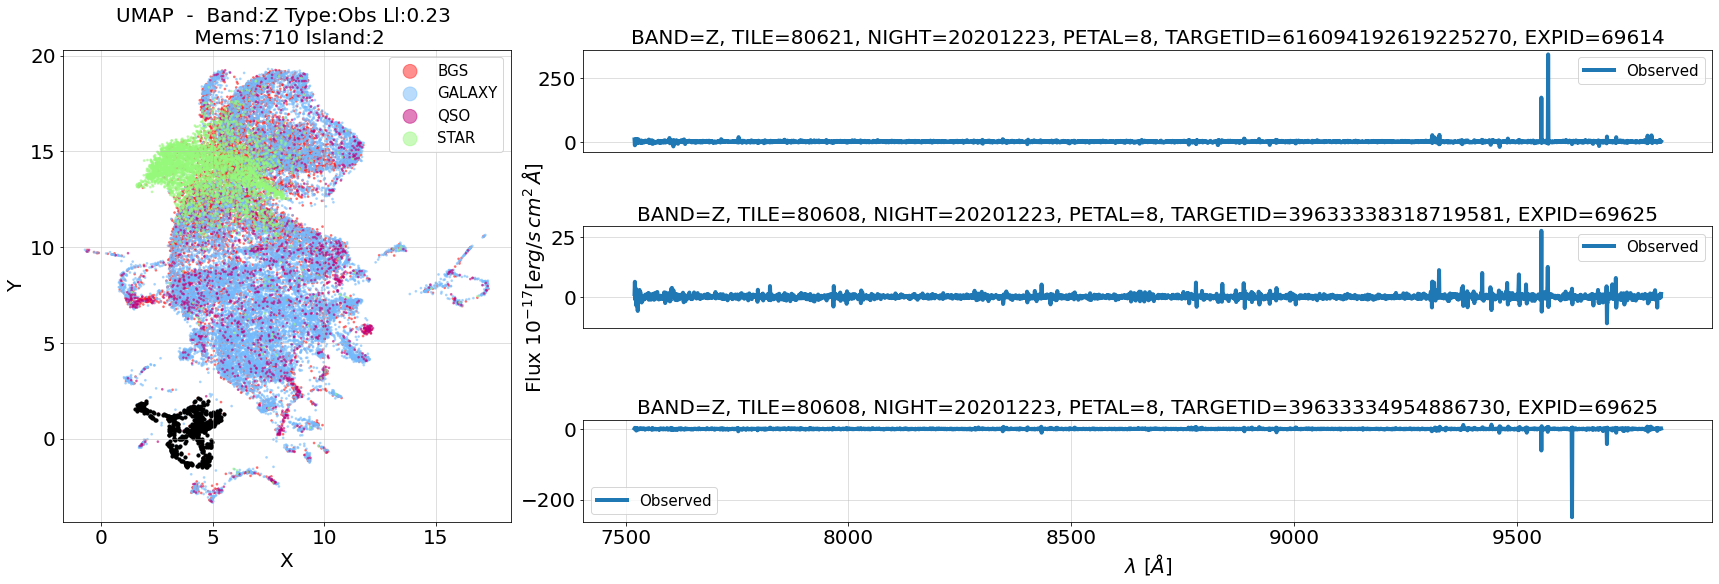 UMAP - Band:Z Type:Obs Ll:0.23
Mems:710 Island:2
20
15
10
5
0
Y
0
5
10
15
X
BGS
GALAXY
QSO
STAR
BAND=Z, TILE=80621, NIGHT=20201223, PETAL=8, TARGETID=616094192619225270, EXPID=69614
250
0
Observed
BAND=Z, TILE=80608, NIGHT=20201223, PETAL=8, TARGETID=39633338318719581, EXPID=69625
25
0
Observed
Flux 10⁻¹⁷[erg/s cm² Å]
BAND=Z, TILE=80608, NIGHT=20201223, PETAL=8, TARGETID=39633334954886730, EXPID=69625
0
−200
Observed
7500
8000
8500
9000
9500
λ [Å]